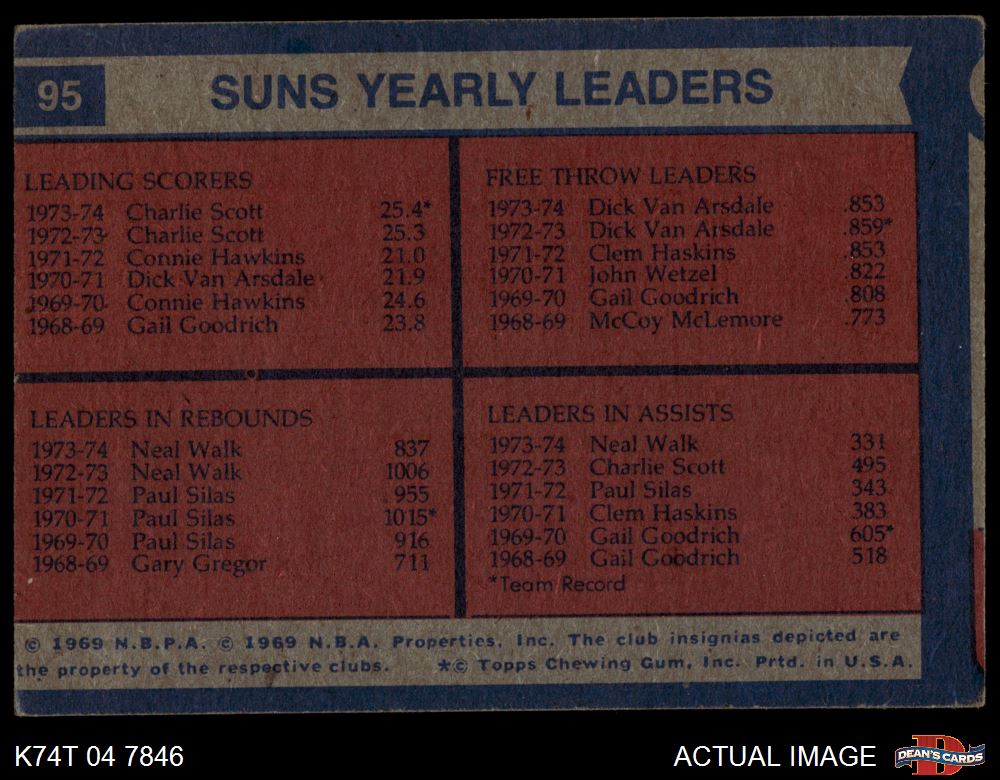 95 SUNS YEARLY LEADERS
LEADING SCORERS
1973-74 Charlie Scott 25.4*
1972-73 Charlie Scott 25.3
1971-72 Connie Hawkins 21.0
1970-71 Dick Van Arsdale 21.9
1969-70 Connie Hawkins 24.6
1968-69 Gail Goodrich 23.8
FREE THROW LEADERS
1973-74 Dick Van Arsdale .853
1972-73 Dick Van Arsdale .859*
1971-72 Clem Haskins .853
1970-71 John Wetzel .822
1969-70 Gail Goodrich .808
1968-69 McCoy McLemore .773
LEADERS IN REBOUNDS
1973-74 Neal Walk 837
1972-73 Neal Walk 1006
1971-72 Paul Silas 955
1970-71 Paul Silas 1015*
1969-70 Paul Silas 916
1968-69 Gary Gregor 711
LEADERS IN ASSISTS
1973-74 Neal Walk 331
1972-73 Charlie Scott 495
1971-72 Paul Silas 343
1970-71 Clem Haskins 383
1969-70 Gail Goodrich 605*
1968-69 Gail Goodrich 518
*Team Record
© 1969 N.B.P.A. © 1969 N.B.A. Properties, Inc. The club insignias depicted are
the property of the respective clubs. *© Topps Chewing Gum, Inc. Prtd. in U.S.A.
K74T 04 7846 ACTUAL IMAGE D DEAN'S CARDS